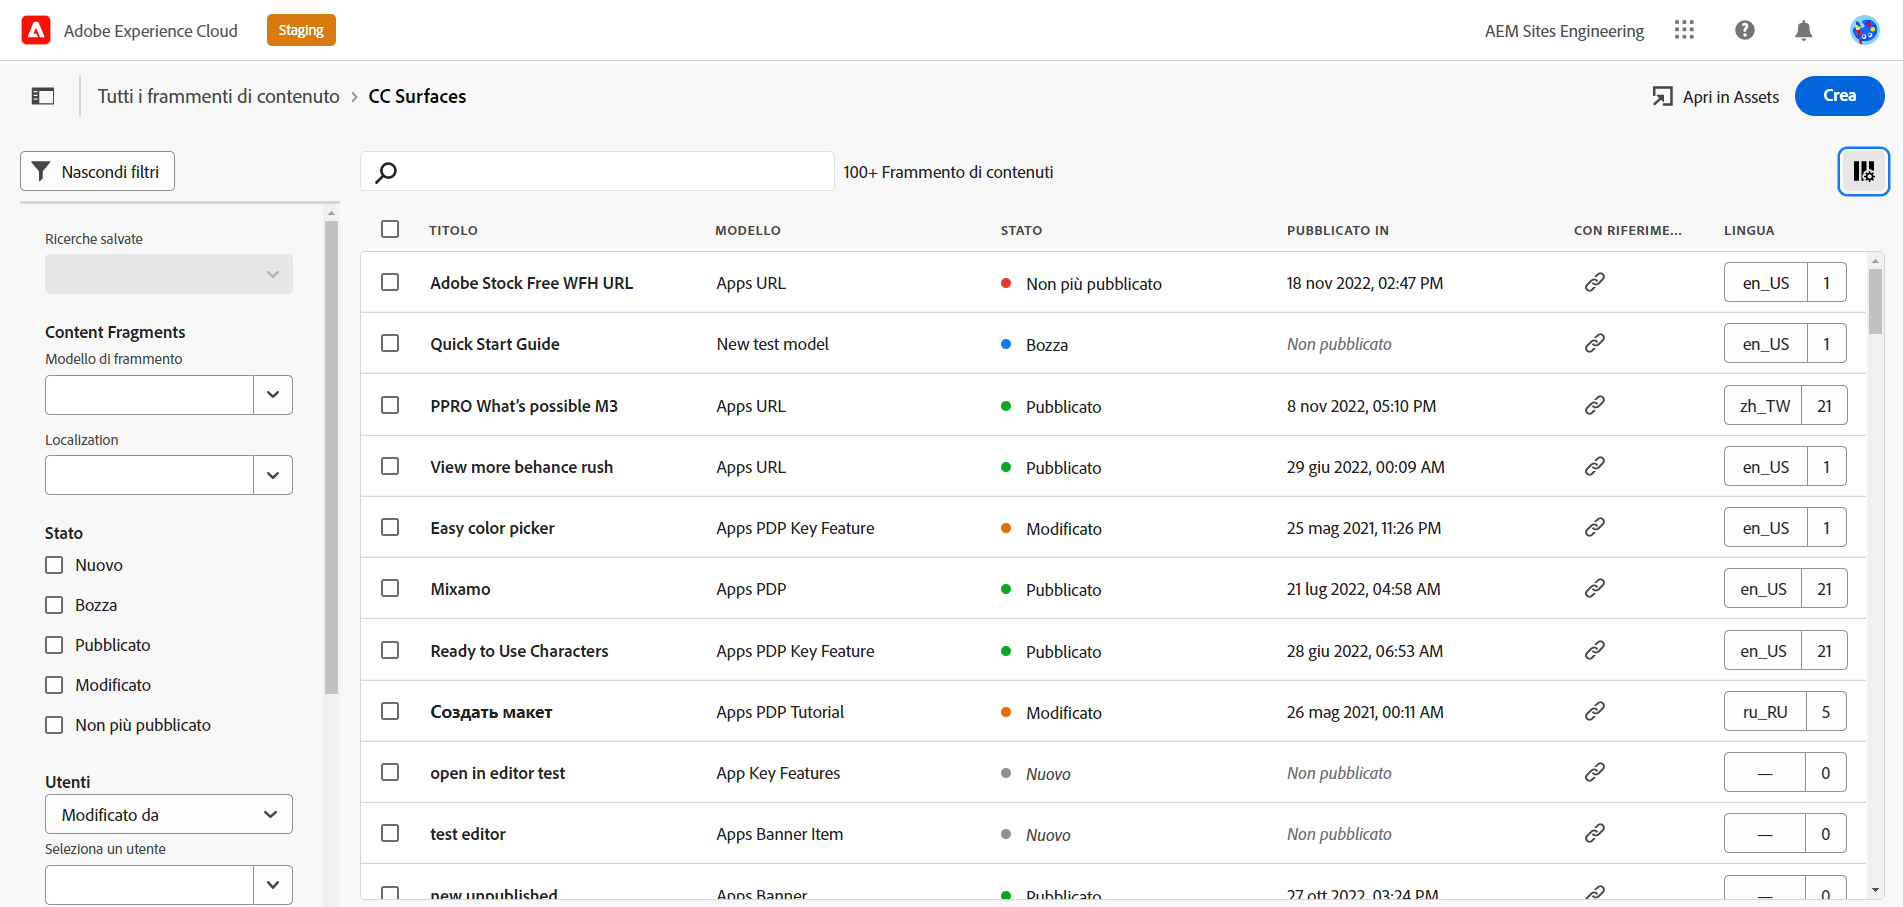 Adobe Experience Cloud Staging AEM Sites Engineering
Tutti i frammenti di contenuto › CC Surfaces Apri in Assets Crea
Nascondi filtri 100+ Frammento di contenuti
Ricerche salvate
Content Fragments
Modello di frammento
Localization
Stato
Nuovo
Bozza
Pubblicato
Modificato
Non più pubblicato
Utenti
Modificato da
Seleziona un utente
TITOLO MODELLO STATO PUBBLICATO IN CON RIFERIME... LINGUA
Adobe Stock Free WFH URL Apps URL Non più pubblicato 18 nov 2022, 02:47 PM en_US 1
Quick Start Guide New test model Bozza Non pubblicato en_US 1
PPRO What’s possible M3 Apps URL Pubblicato 8 nov 2022, 05:10 PM zh_TW 21
View more behance rush Apps URL Pubblicato 29 giu 2022, 00:09 AM en_US 1
Easy color picker Apps PDP Key Feature Modificato 25 mag 2021, 11:26 PM en_US 1
Mixamo Apps PDP Pubblicato 21 lug 2022, 04:58 AM en_US 21
Ready to Use Characters Apps PDP Key Feature Pubblicato 28 giu 2022, 06:53 AM en_US 21
Создать макет Apps PDP Tutorial Modificato 26 mag 2021, 00:11 AM ru_RU 5
open in editor test App Key Features Nuovo Non pubblicato — 0
test editor Apps Banner Item Nuovo Non pubblicato — 0
new unpublished Apps Banner Pubblicato 27 ott 2022, 03:24 PM — 0